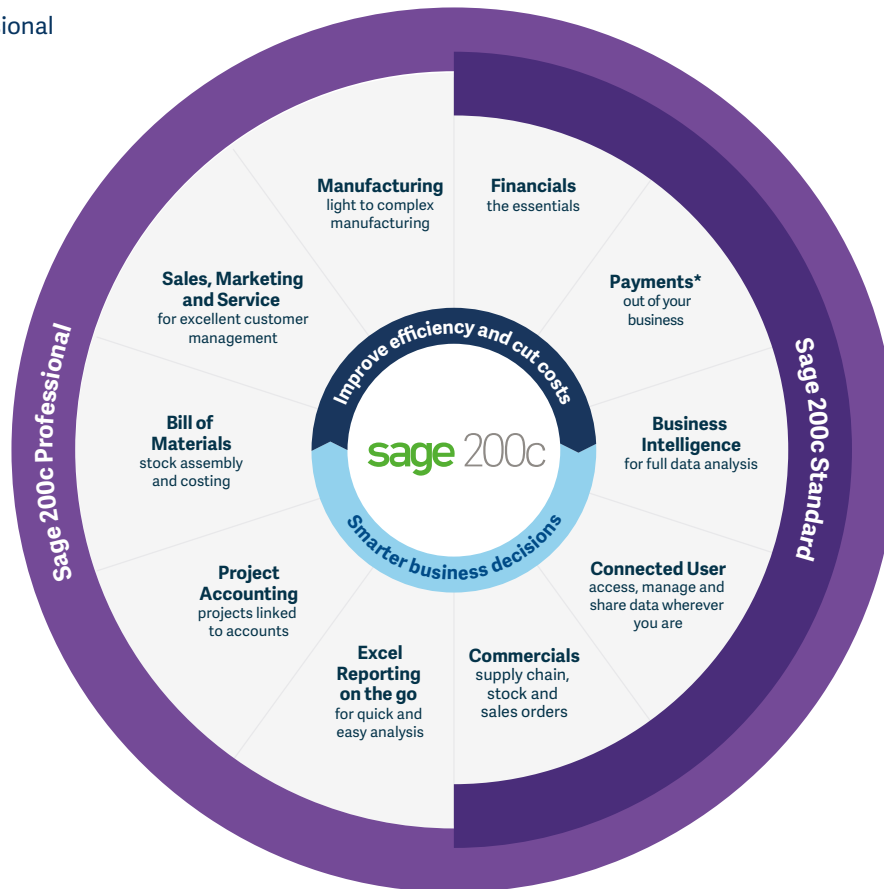 Manufacturing
light to complex
manufacturing
Financials
the essentials
Payments*
out of your
business
Business
Intelligence
for full data analysis
Connected User
access, manage and
share data wherever
you are
Commercials
supply chain,
stock and
sales orders
Excel
Reporting
on the go
for quick and
easy analysis
Project
Accounting
projects linked
to accounts
Bill of
Materials
stock assembly
and costing
Sales, Marketing
and Service
for excellent customer
management
Sage 200c Professional
Sage 200c Standard
Improve efficiency and cut costs
sage 200c
Smarter business decisions